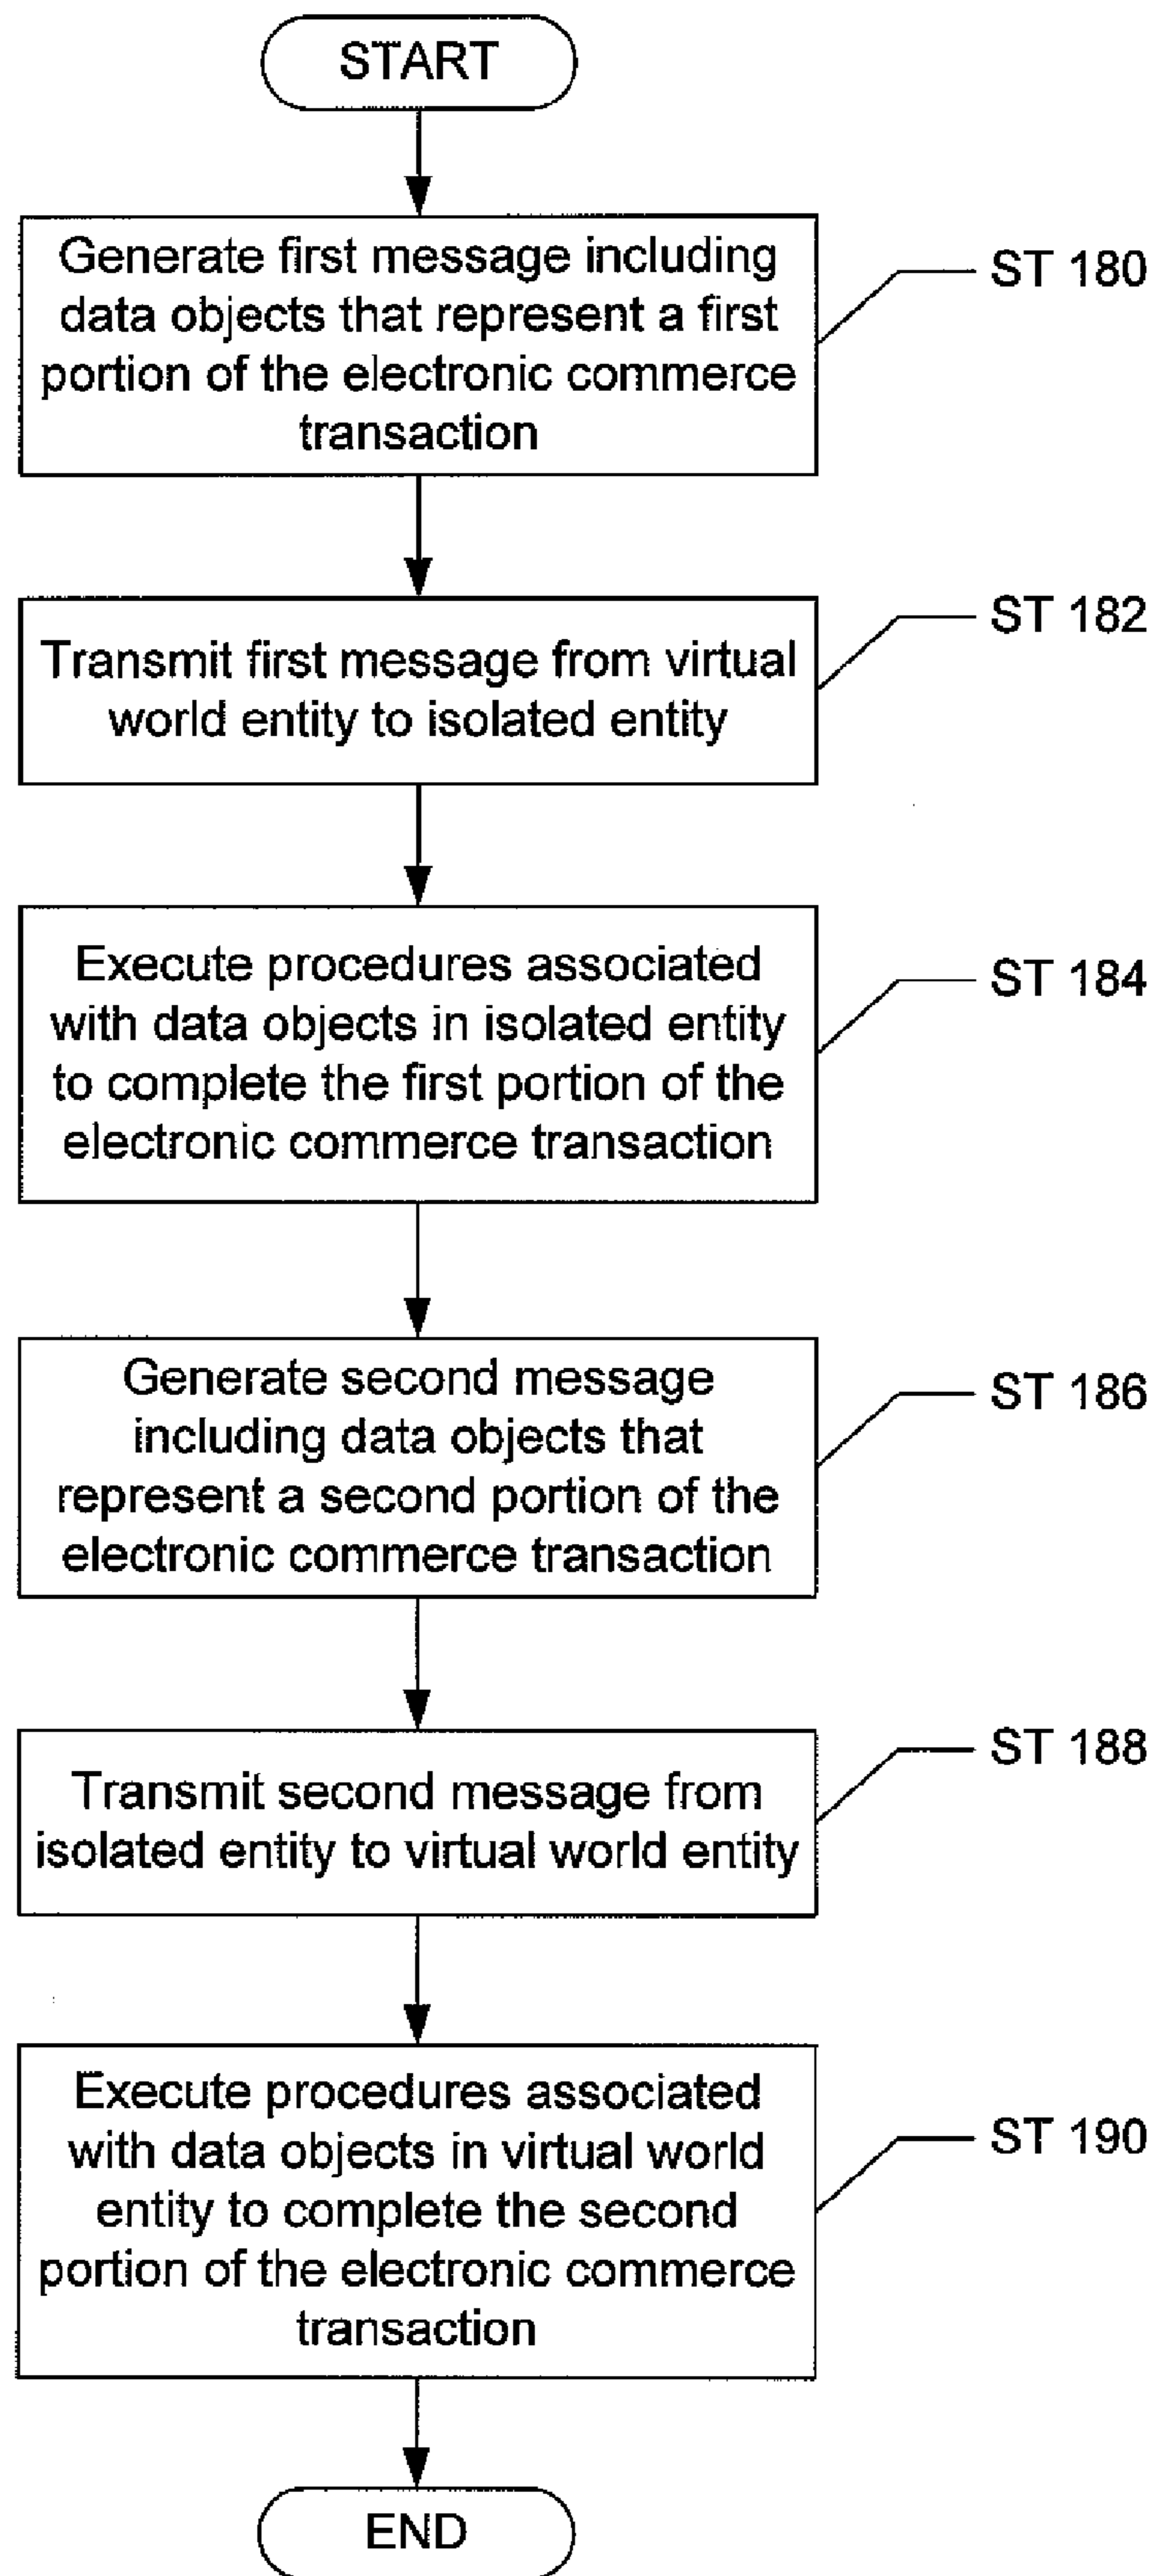 START
Generate first message including
data objects that represent a first
portion of the electronic commerce
transaction
ST 180
Transmit first message from virtual
world entity to isolated entity
ST 182
Execute procedures associated
with data objects in isolated entity
to complete the first portion of the
electronic commerce transaction
ST 184
Generate second message
including data objects that
represent a second portion of the
electronic commerce transaction
ST 186
Transmit second message from
isolated entity to virtual world entity
ST 188
Execute procedures associated
with data objects in virtual world
entity to complete the second
portion of the electronic commerce
transaction
ST 190
END